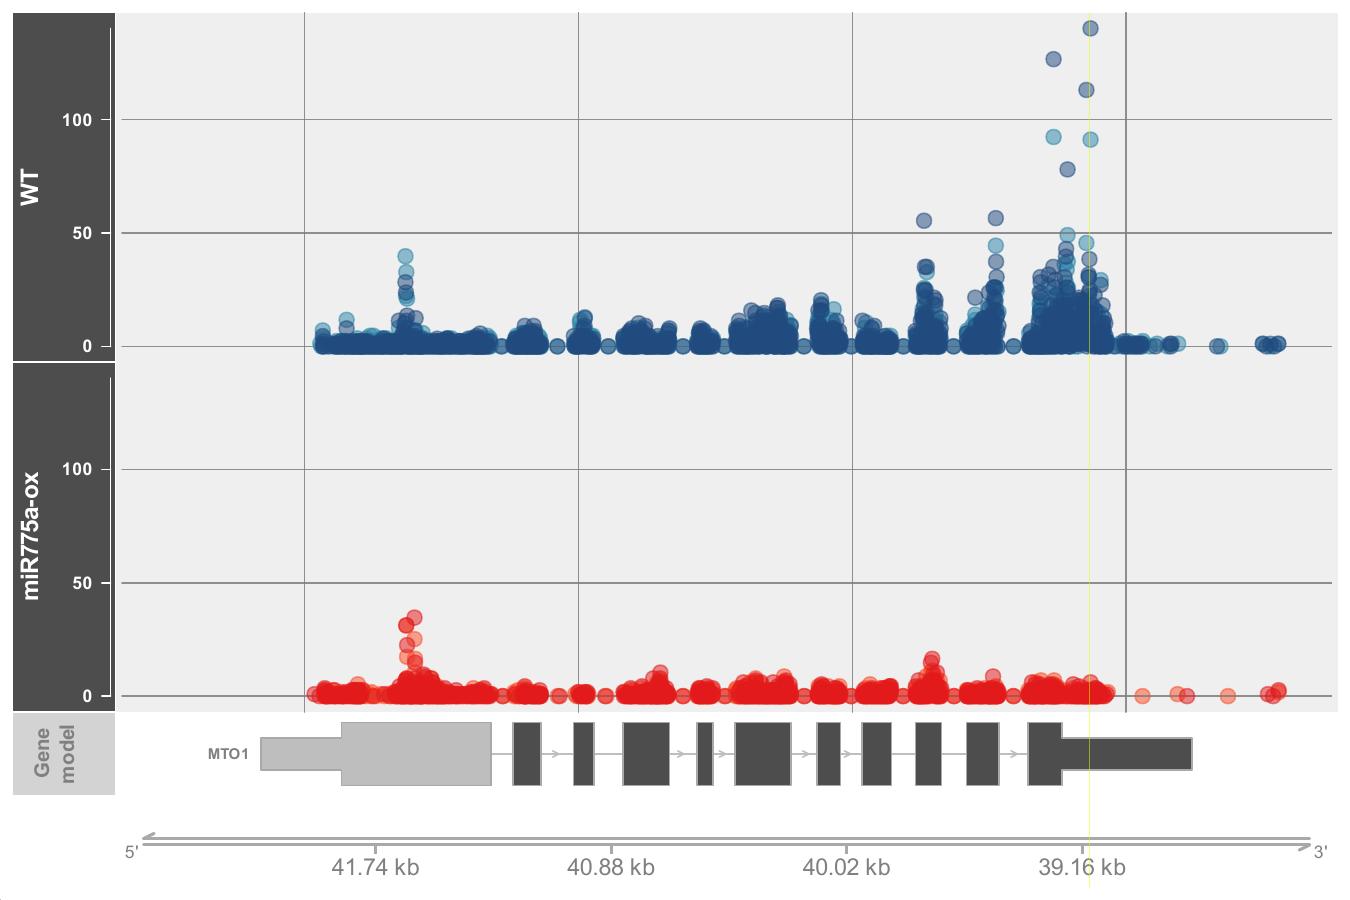 WT
100
50
0
miR775a-ox
100
50
0
Gene
model
MTO1
5'
3'
41.74 kb
40.88 kb
40.02 kb
39.16 kb